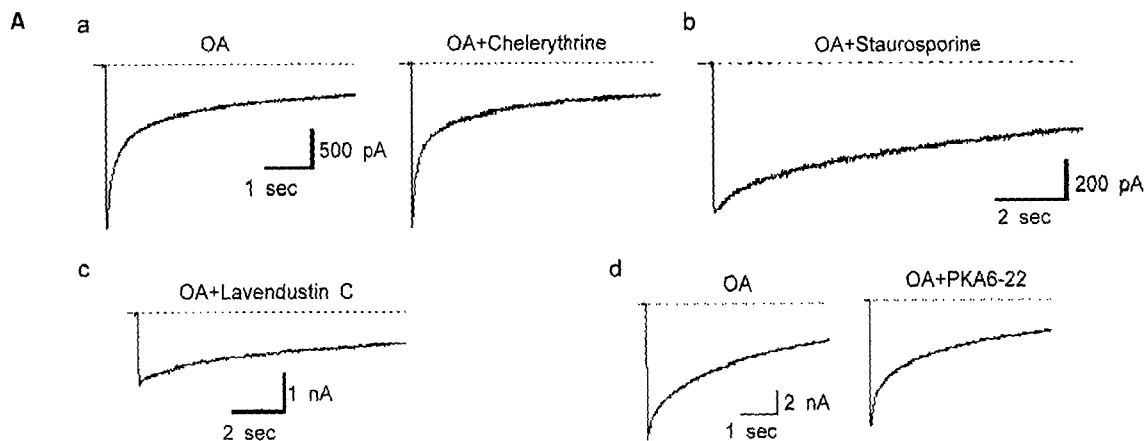 A
a
OA
500 pA
1 sec
OA+Chelerythrine
b
OA+Staurosporine
200 pA
2 sec
c
OA+Lavendustin C
1 nA
2 sec
d
OA
2 nA
1 sec
OA+PKA6-22